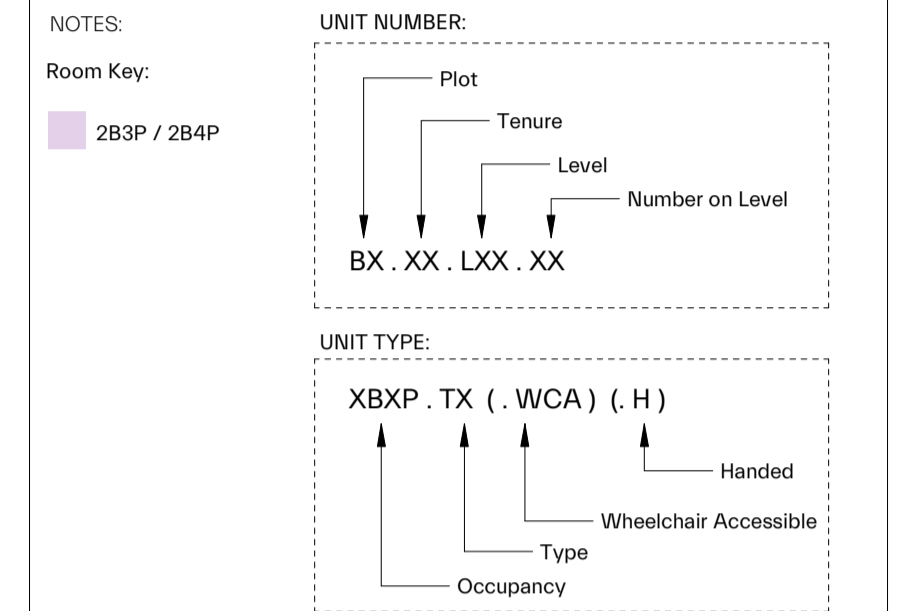 NOTES:
Room Key:
2B3P / 2B4P
UNIT NUMBER:
Plot
Tenure
Level
Number on Level
BX . XX . LXX . XX
UNIT TYPE:
XBXP . TX ( . WCA ) (. H )
Handed
Wheelchair Accessible
Type
Occupancy